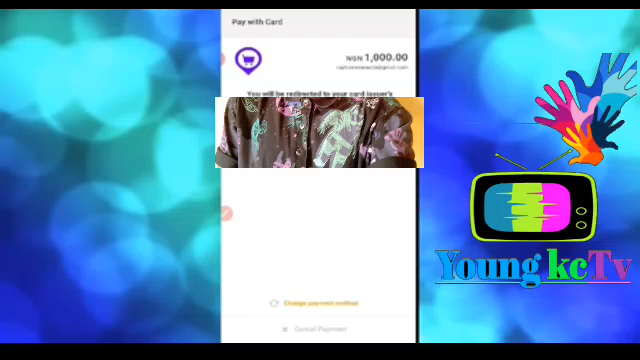 Pay with Card
NGN 1,000.00
You will be redirected to your card issuer's
Change payment method
Cancel Payment
Young kcTv